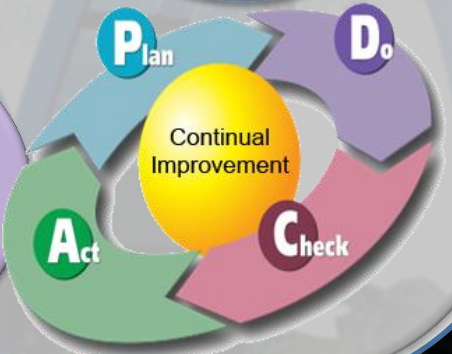 Plan
Do
Continual
Improvement
Act
Check